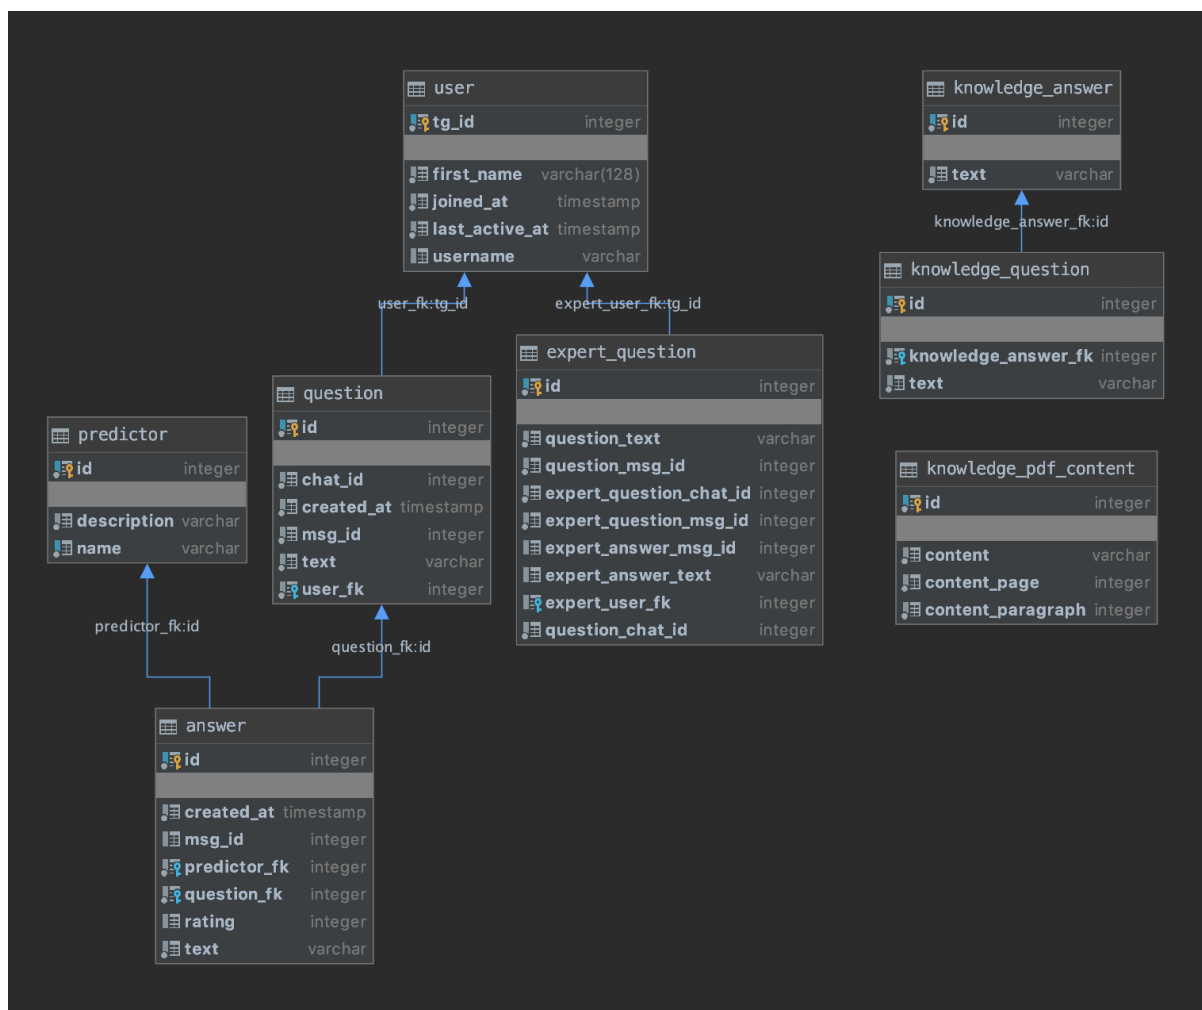 user
tg_id integer
first_name varchar(128)
joined_at timestamp
last_active_at timestamp
username varchar
knowledge_answer
id integer
text varchar
knowledge_answer_fk:id
knowledge_question
id integer
knowledge_answer_fk integer
text varchar
user_fk:tg_id
expert_user_fk:tg_id
expert_question
id integer
question_text varchar
question_msg_id integer
expert_question_chat_id integer
expert_question_msg_id integer
expert_answer_msg_id integer
expert_answer_text varchar
expert_user_fk integer
question_chat_id integer
question
id integer
chat_id integer
created_at timestamp
msg_id integer
text varchar
user_fk integer
predictor
id integer
description varchar
name varchar
knowledge_pdf_content
id integer
content varchar
content_page integer
content_paragraph integer
predictor_fk:id
question_fk:id
answer
id integer
created_at timestamp
msg_id integer
predictor_fk integer
question_fk integer
rating integer
text varchar